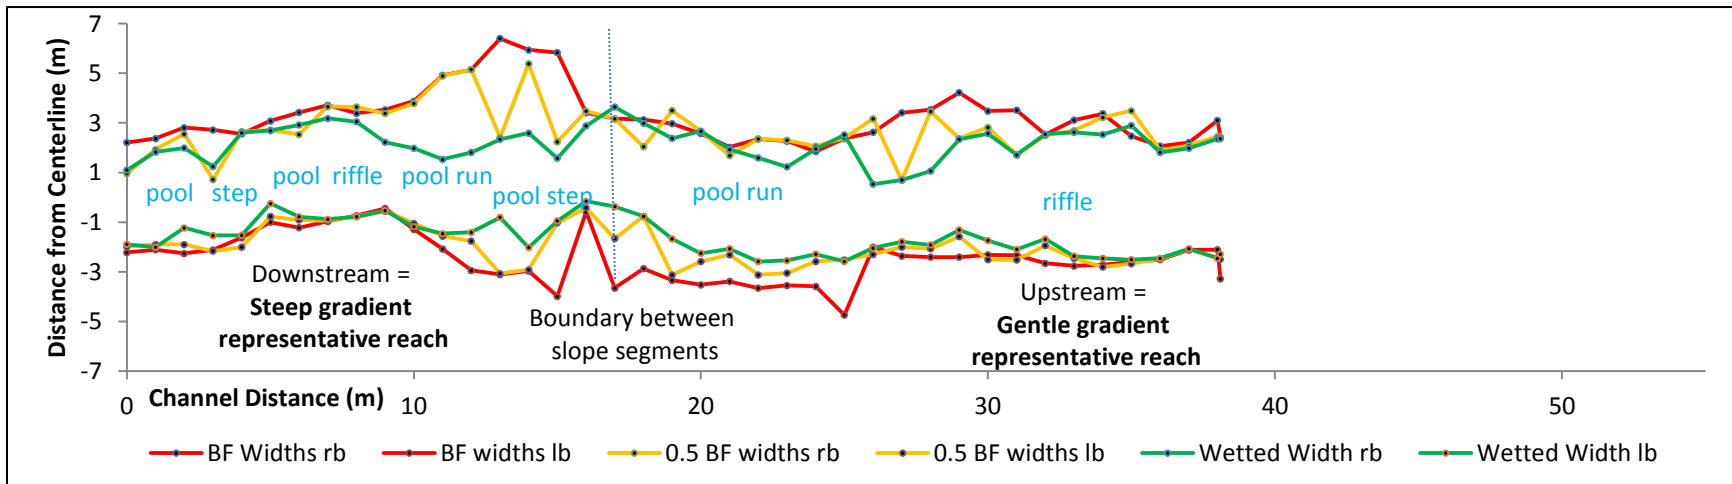 7
5
3
1
-1
-3
-5
-7
Distance from Centerline (m)
pool step
pool riffle
pool run
pool step
pool run
riffle
Downstream =
Steep gradient
representative reach
Boundary between
slope segments
Upstream =
Gentle gradient
representative reach
0 Channel Distance (m) 10 20 30 40 50
BF Widths rb BF widths lb 0.5 BF widths rb 0.5 BF widths lb Wetted Width rb Wetted Width lb